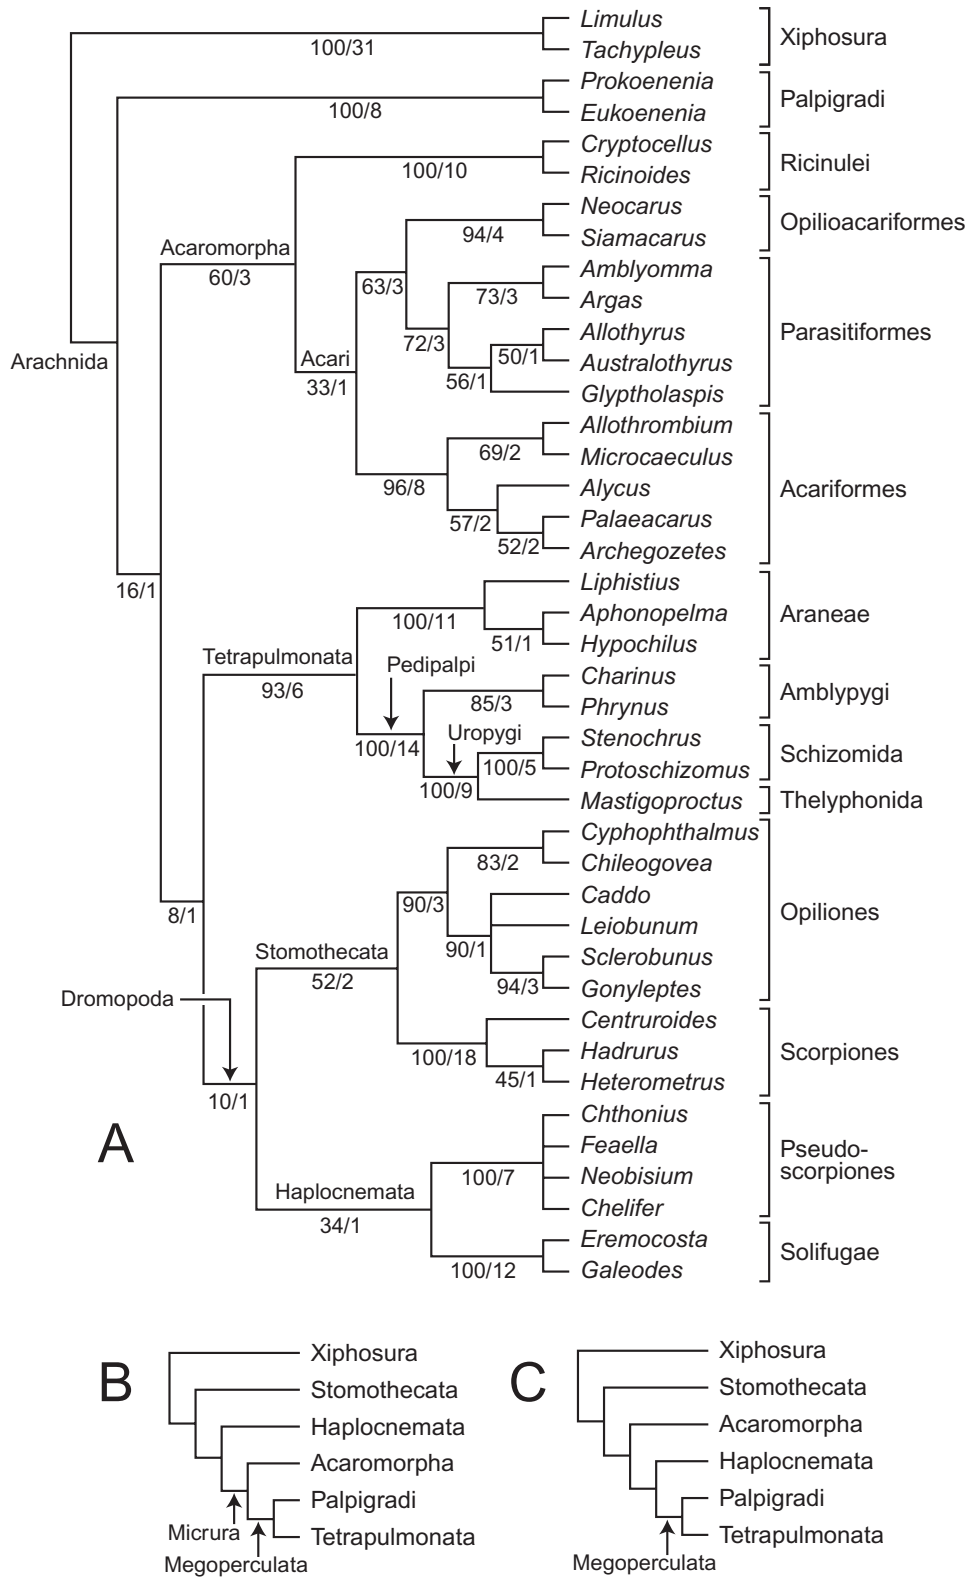 Limulus
Tachypleus
Xiphosura
100/31
Prokoenenia
Eukoenenia
Palpigradi
100/8
Cryptocellus
Ricinoides
Ricinulei
100/10
Neocarus
Siamacarus
Opilioacariformes
94/4
Acaromorpha
60/3
63/3
Amblyomma
Argas
73/3
Allothyrus
Australothyrus
Glyptholaspis
Parasitiformes
72/3
50/1
56/1
Arachnida
Acari
33/1
Allothrombium
Microcaeculus
69/2
Alycus
Palaeacarus
Archegozetes
Acariformes
96/8
57/2
52/2
16/1
Liphistius
Aphonopelma
Hypochilus
Araneae
100/11
51/1
Tetrapulmonata
93/6
Pedipalpi
100/14
Charinus
Phrynus
Amblypygi
85/3
Uropygi
100/9
Stenochrus
Protoschizomus
Schizomida
100/5
Mastigoproctus
Thelyphonida
Cyphophthalmus
Chileogovea
83/2
Caddo
Leiobunum
Sclerobunus
Gonyleptes
Opiliones
90/3
90/1
94/3
8/1
Stomothecata
52/2
Dromopoda
10/1
Centruroides
Hadrurus
Heterometrus
Scorpiones
100/18
45/1
A
Chthonius
Feaella
Neobisium
Chelifer
Pseudo-
scorpiones
100/7
Haplocnemata
34/1
Eremocosta
Galeodes
Solifugae
100/12
B
Xiphosura
Stomothecata
Haplocnemata
Acaromorpha
Palpigradi
Tetrapulmonata
Micrura
Megoperculata
C
Xiphosura
Stomothecata
Acaromorpha
Haplocnemata
Palpigradi
Tetrapulmonata
Megoperculata